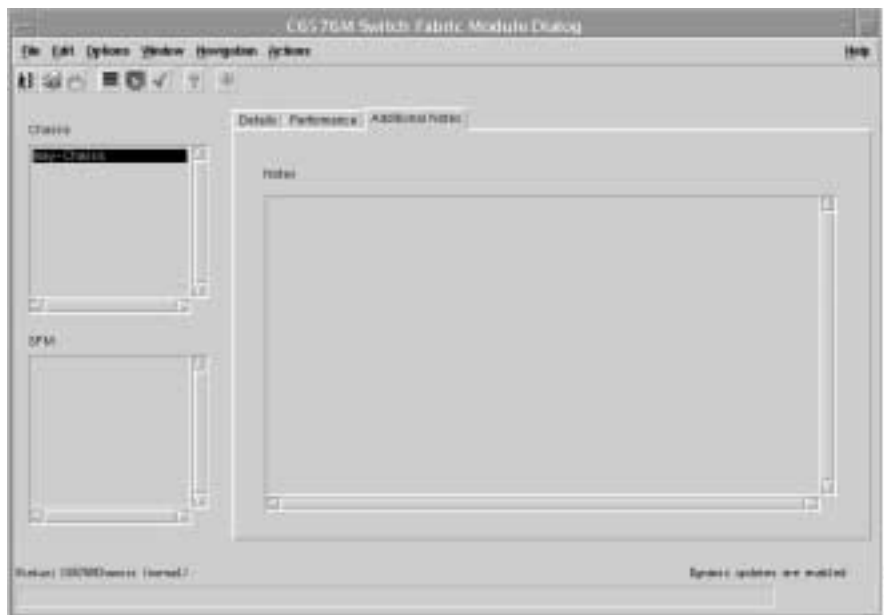 C6576M Switch Fabric Module Dialog
File Edit Options Window Navigation Actions Help
Chassis
Details Performance Additional Notes
Notes
SFM
Dynamic updates are enabled